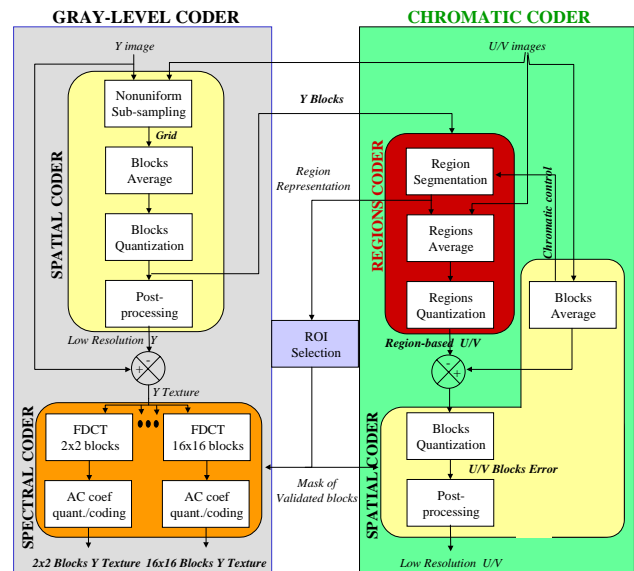 GRAY-LEVEL CODER
CHROMATIC CODER
Y image
U/V images
Nonuniform
Sub-sampling
Grid
Blocks
Average
Blocks
Quantization
Post-
processing
SPATIAL CODER
Low Resolution Y
- +
Y Texture
FDCT
2x2 blocks
FDCT
16x16 blocks
AC coef
quant./coding
AC coef
quant./coding
SPECTRAL CODER
2x2 Blocks Y Texture 16x16 Blocks Y Texture
Y Blocks
Region
Representation
ROI
Selection
Mask of
Validated blocks
REGIONS CODER
Region
Segmentation
Regions
Average
Regions
Quantization
Chromatic control
Blocks
Average
Region-based U/V
- +
Blocks
Quantization
U/V Blocks Error
Post-
processing
SPATIAL CODER
Low Resolution U/V